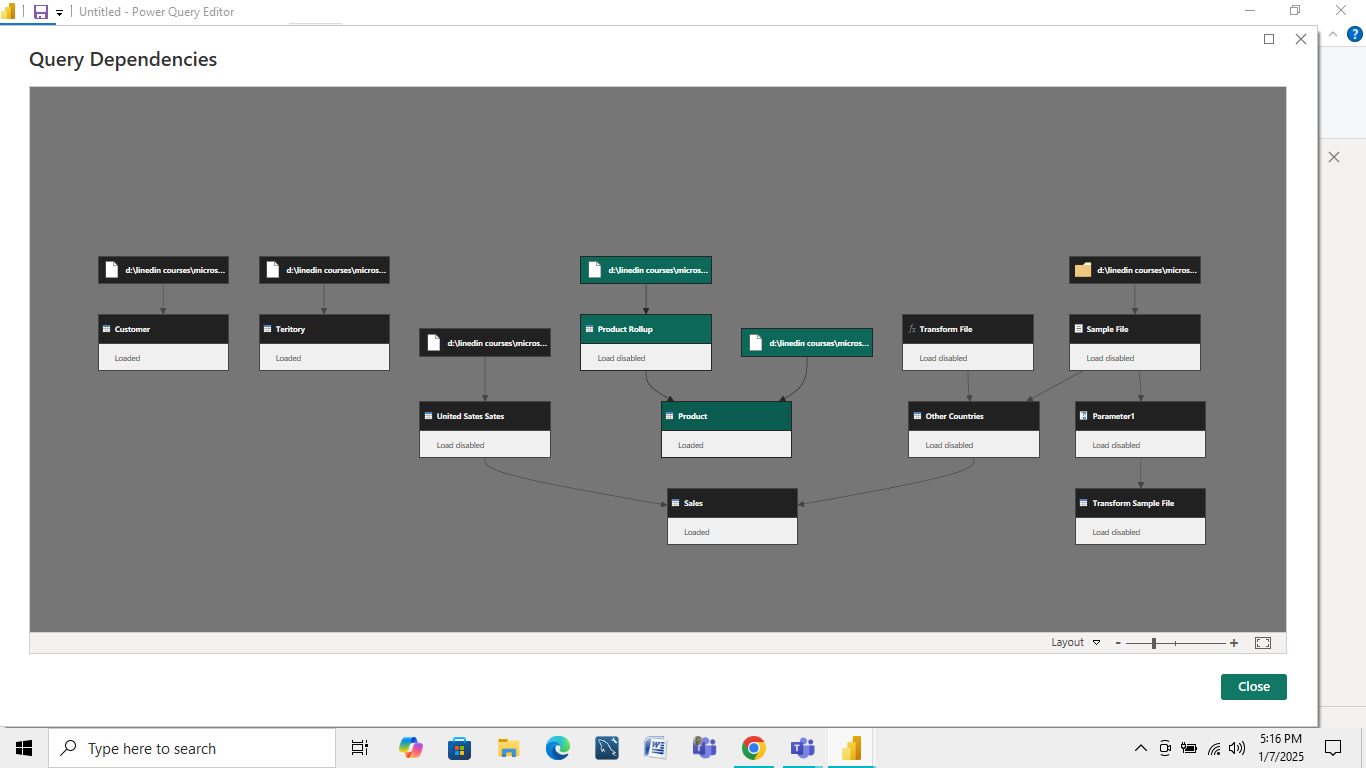 Untitled - Power Query Editor
Query Dependencies
d:\linedin courses\micros...
d:\linedin courses\micros...
d:\linedin courses\micros...
d:\linedin courses\micros...
Customer
Loaded
Teritory
Loaded
d:\linedin courses\micros...
Product Rollup
Load disabled
d:\linedin courses\micros...
fx Transform File
Load disabled
Sample File
Load disabled
United Sates Sates
Load disabled
Product
Loaded
Other Countries
Load disabled
Parameter1
Load disabled
Sales
Loaded
Transform Sample File
Load disabled
Layout
- +
Close
Type here to search
5:16 PM
1/7/2025